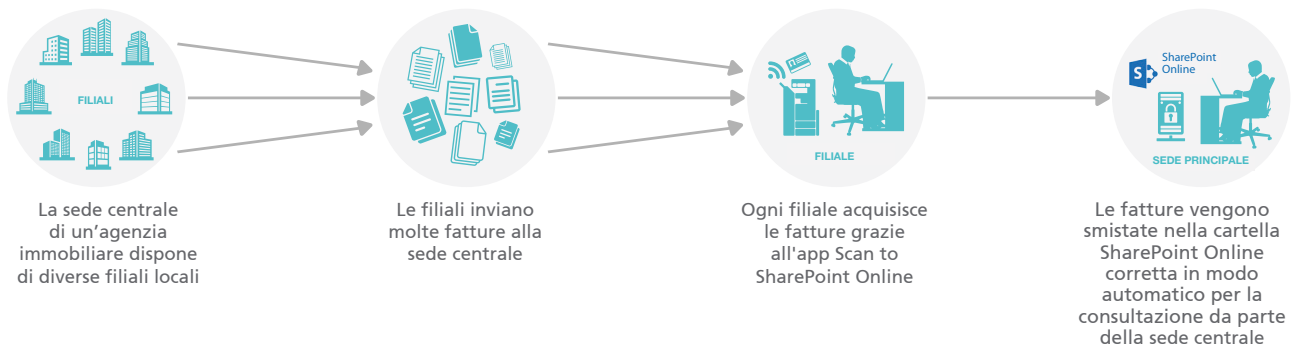 FILIALI
La sede centrale
di un’agenzia
immobiliare dispone
di diverse filiali locali
Le filiali inviano
molte fatture alla
sede centrale
FILIALE
Ogni filiale acquisisce
le fatture grazie
all'app Scan to
SharePoint Online
S
SharePoint
Online
SEDE PRINCIPALE
Le fatture vengono
smistate nella cartella
SharePoint Online
corretta in modo
automatico per la
consultazione da parte
della sede centrale